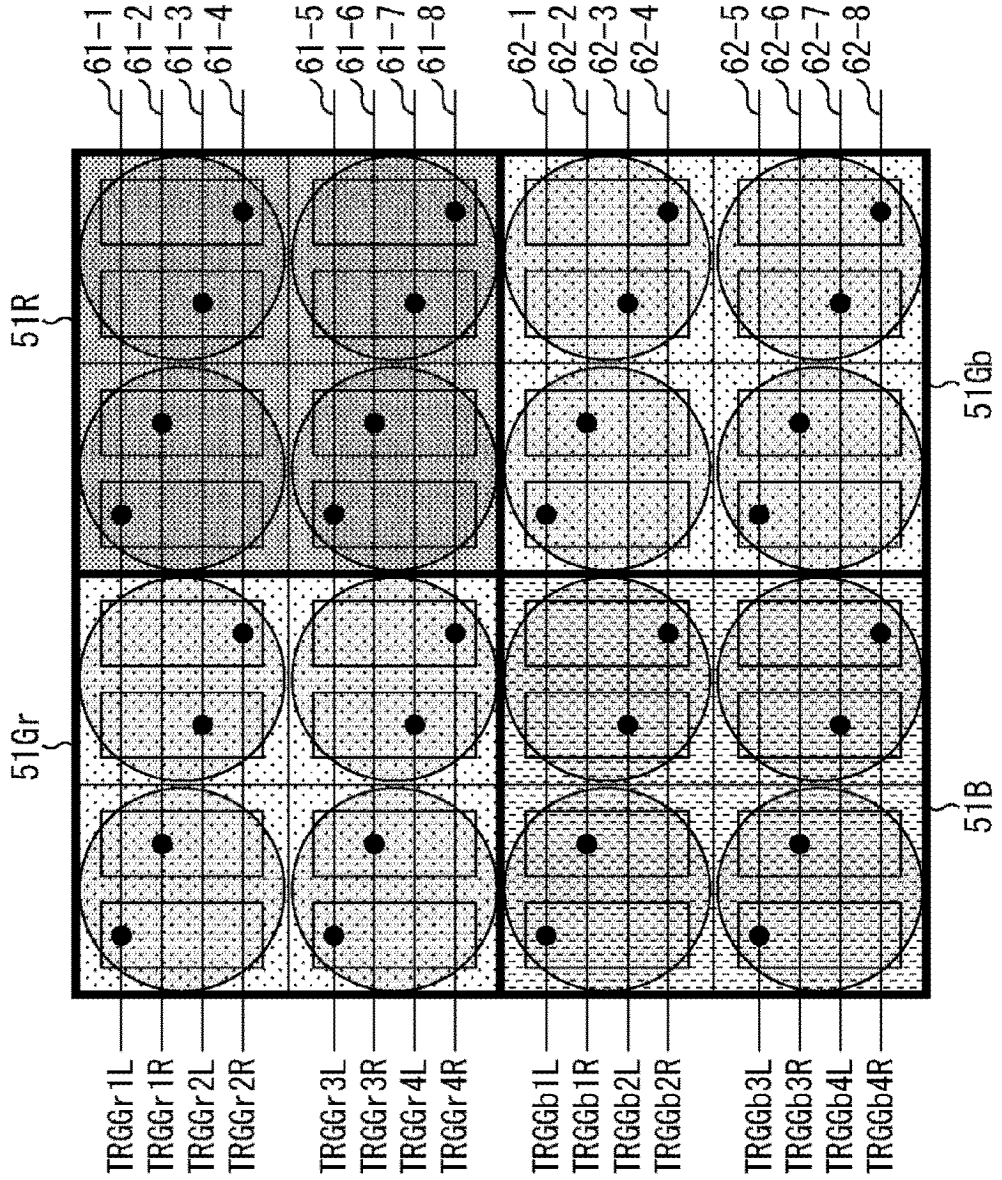 51Gr
51R
TRGGr1L
61-1
TRGGr1R
61-2
TRGGr2L
61-3
TRGGr2R
61-4
TRGGr3L
61-5
TRGGr3R
61-6
TRGGr4L
61-7
TRGGr4R
61-8
TRGGb1L
62-1
TRGGb1R
62-2
TRGGb2L
62-3
TRGGb2R
62-4
TRGGb3L
62-5
TRGGb3R
62-6
TRGGb4L
62-7
TRGGb4R
62-8
51B
51Gb